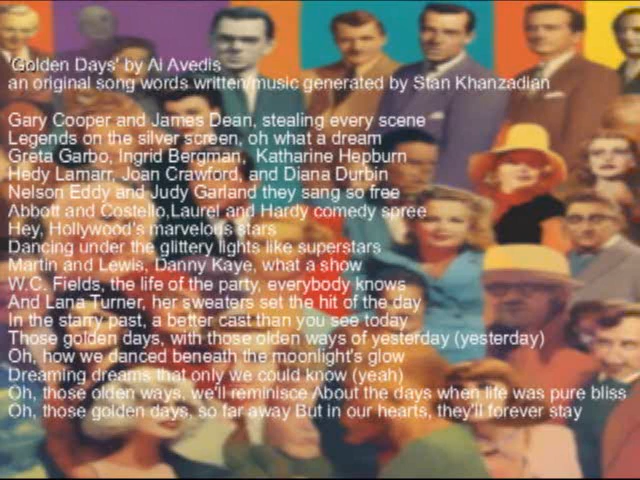 'Golden Days' by Ai Avedis
an original song words written/music generated by Stan Khanzadian
Gary Cooper and James Dean, stealing every scene
Legends on the silver screen, oh what a dream
Greta Garbo, Ingrid Bergman,  Katharine Hepburn
Hedy Lamarr, Joan Crawford, and Diana Durbin
Nelson Eddy and Judy Garland they sang so free
Abbott and Costello,Laurel and Hardy comedy spree
Hey, Hollywood's marvelous stars
Dancing under the glittery lights like superstars
Martin and Lewis, Danny Kaye, what a show
W.C. Fields, the life of the party, everybody knows
And Lana Turner, her sweaters set the hit of the day
In the starry past, a better cast than you see today
Those golden days, with those olden ways of yesterday (yesterday)
Oh, how we danced beneath the moonlight's glow
Dreaming dreams that only we could know (yeah)
Oh, those olden ways, we'll reminisce About the days when life was pure bliss
Oh, those golden days, so far away But in our hearts, they'll forever stay